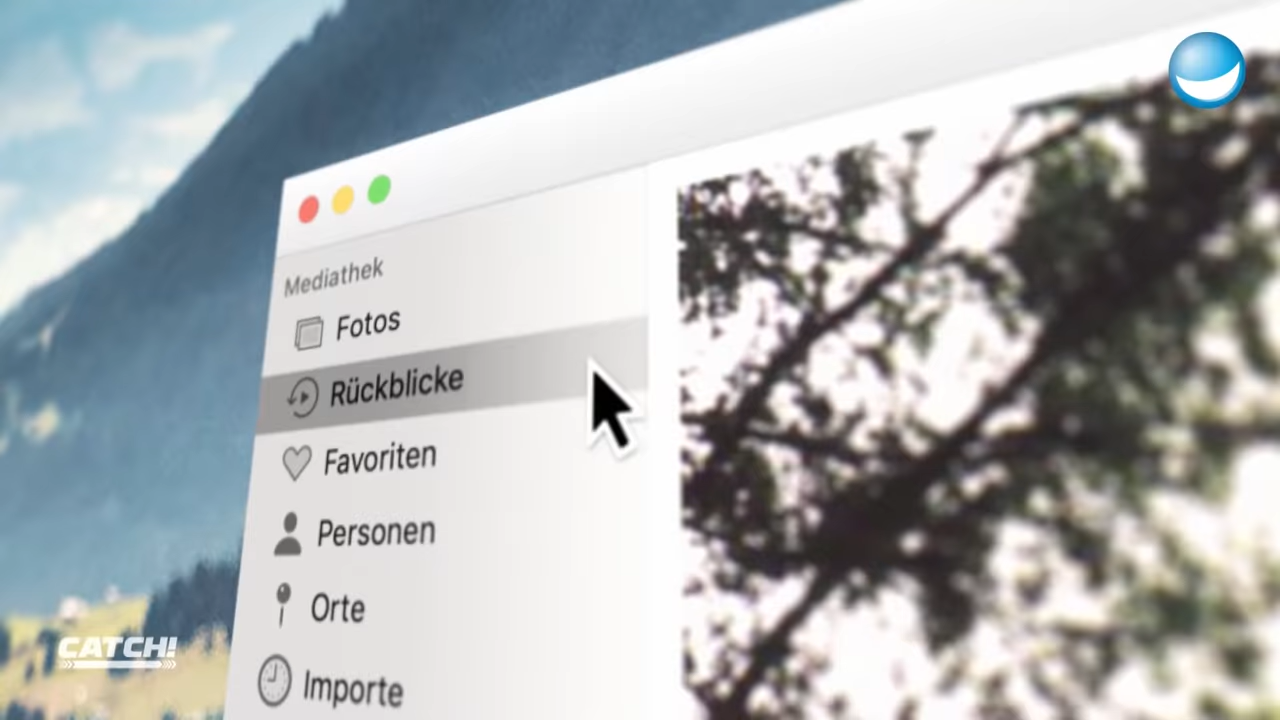 Mediathek
Fotos
Rückblicke
Favoriten
Personen
Orte
Importe
CATCH!